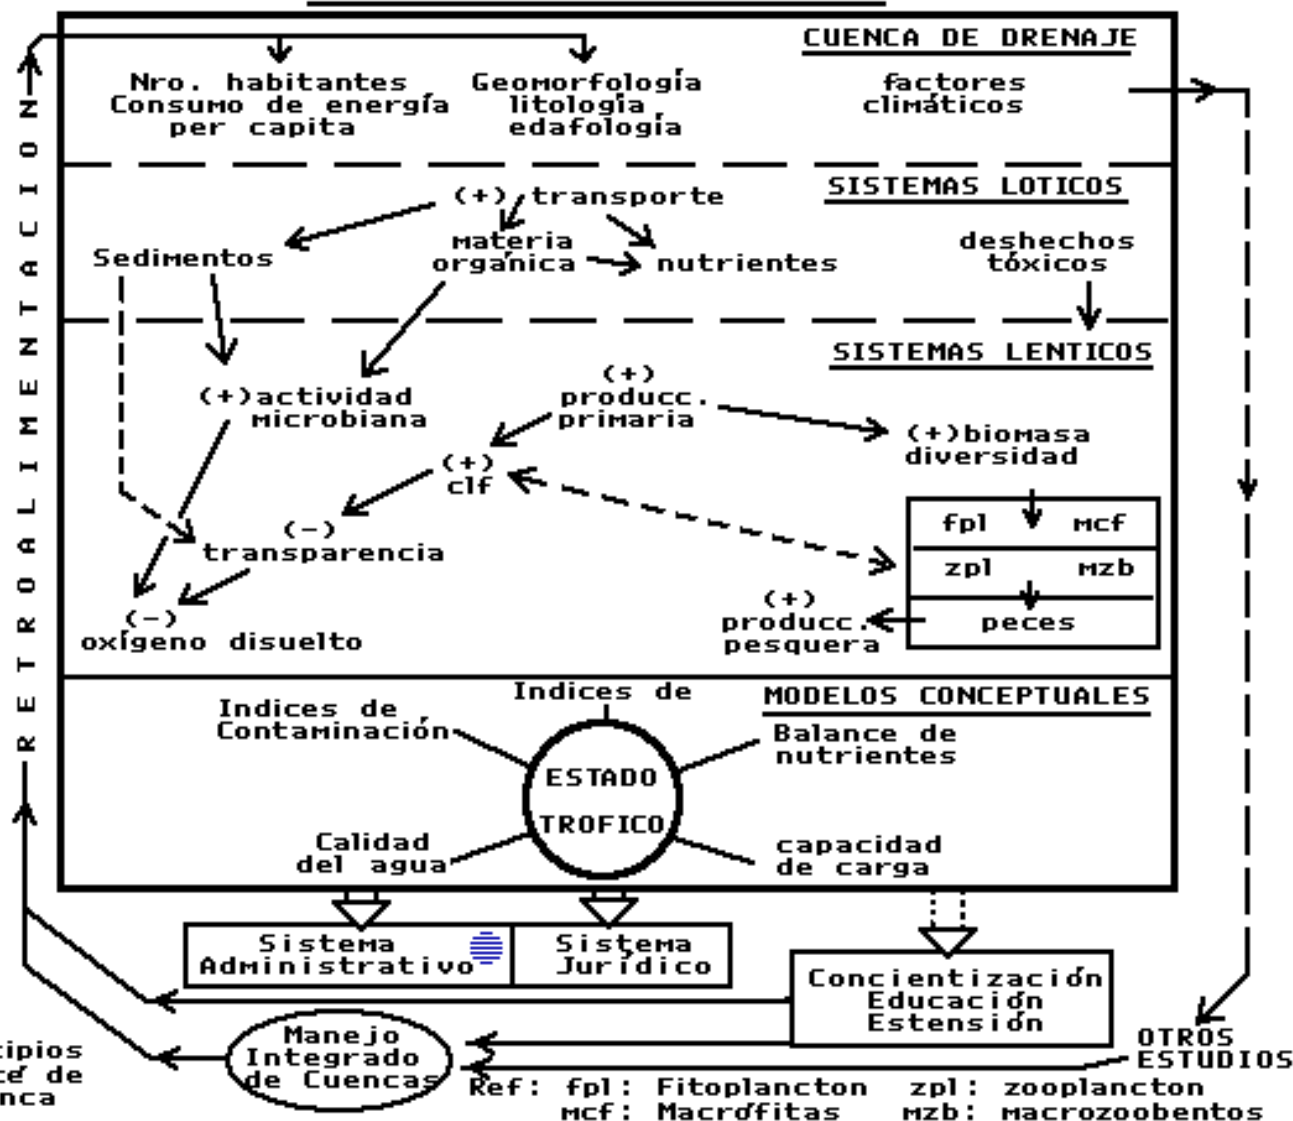 CUENCA DE DRENAJE
Nro. habitantes
Consumo de energía
per capita
Geomorfología
litología
edafología
factores
climáticos
SISTEMAS LOTICOS
(+) transporte
Sedimentos
materia
orgánica
nutrientes
deshechos
tóxicos
SISTEMAS LENTICOS
(+)actividad
microbiana
(+)
producc.
primaria
(+)biomasa
diversidad
(+)
clf
(-)
transparencia
fpl mcf
zpl mzb
peces
(-)
oxígeno disuelto
(+)
producc.
pesquera
MODELOS CONCEPTUALES
Indices de
Indices de
Contaminación
Balance de
nutrientes
ESTADO
TROFICO
Calidad
del agua
capacidad
de carga
RETROALIMENTACION
Sistema
Administrativo
Sistema
Jurídico
Concientización
Educación
Estensión
Manejo
Integrado
de Cuencas
OTROS
ESTUDIOS
Ref: fpl: Fitoplancton zpl: zooplancton
mcf: Macrófitas mzb: macrozoobentos
cipios
de
nca